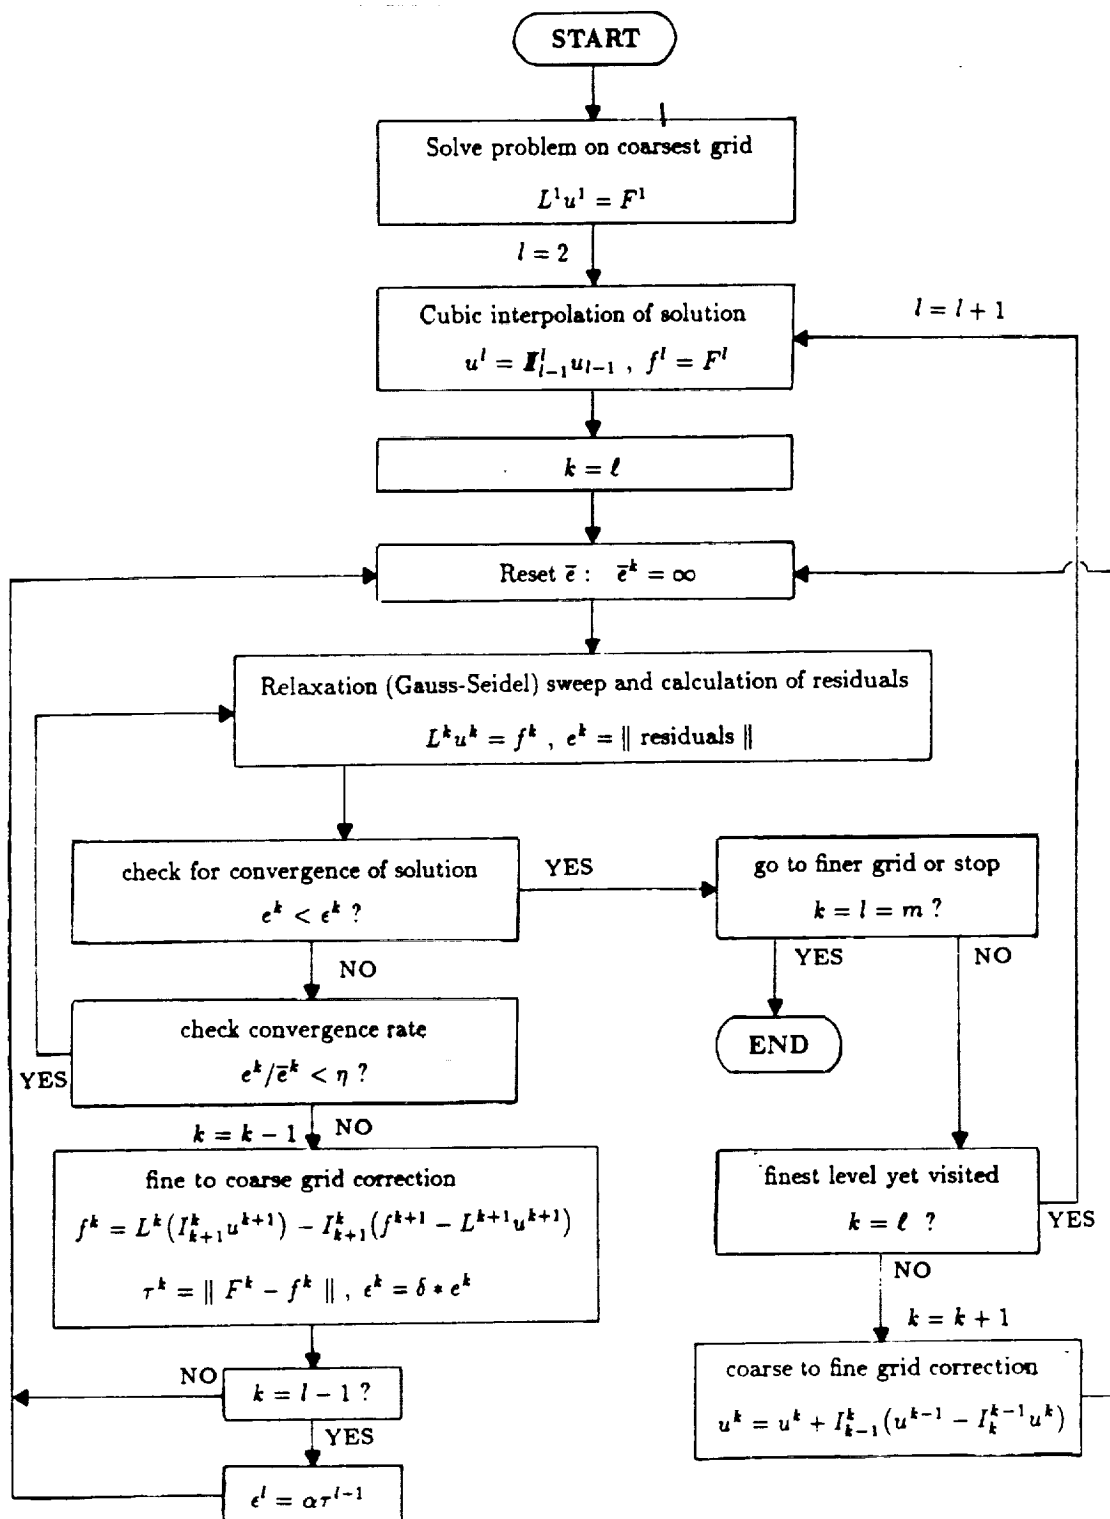 START
Solve problem on coarsest grid
L¹u¹ = F¹
l = 2
Cubic interpolation of solution
l = l + 1
uˡ = Iˡₗ₋₁uₗ₋₁ , fˡ = Fˡ
k = ℓ
Reset e̅ : e̅ᵏ = ∞
Relaxation (Gauss-Seidel) sweep and calculation of residuals
Lᵏuᵏ = fᵏ , eᵏ = ‖ residuals ‖
check for convergence of solution
eᵏ < ϵᵏ ?
YES
go to finer grid or stop
k = l = m ?
NO
YES
NO
check convergence rate
eᵏ/e̅ᵏ < η ?
YES
END
k = k − 1
NO
fine to coarse grid correction
fᵏ = Lᵏ(Iᵏₖ₊₁uᵏ⁺¹) − Iᵏₖ₊₁(fᵏ⁺¹ − Lᵏ⁺¹uᵏ⁺¹)
τᵏ = ‖ Fᵏ − fᵏ ‖ , ϵᵏ = δ * eᵏ
finest level yet visited
k = ℓ ?
YES
NO
k = k + 1
coarse to fine grid correction
uᵏ = uᵏ + Iᵏₖ₋₁(uᵏ⁻¹ − Iₖᵏ⁻¹uᵏ)
NO
k = l − 1 ?
YES
ϵˡ = ατˡ⁻¹